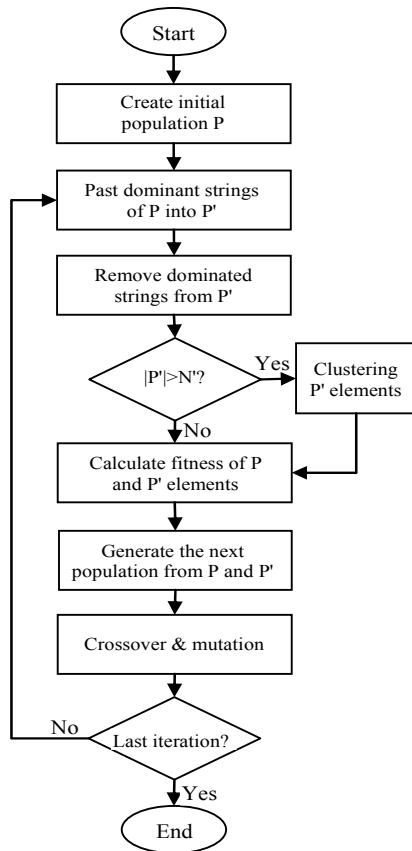 Start
Create initial
population P
Past dominant strings
of P into P'
Remove dominated
strings from P'
|P'|>N'?
Yes
Clustering
P' elements
No
Calculate fitness of P
and P' elements
Generate the next
population from P and P'
Crossover & mutation
No
Last iteration?
Yes
End